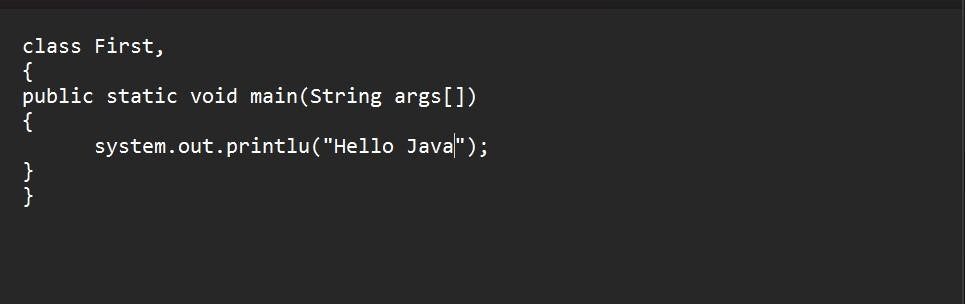 class First,
{
public static void main(String args[])
{
system.out.printlu("Hello Java");
}
}